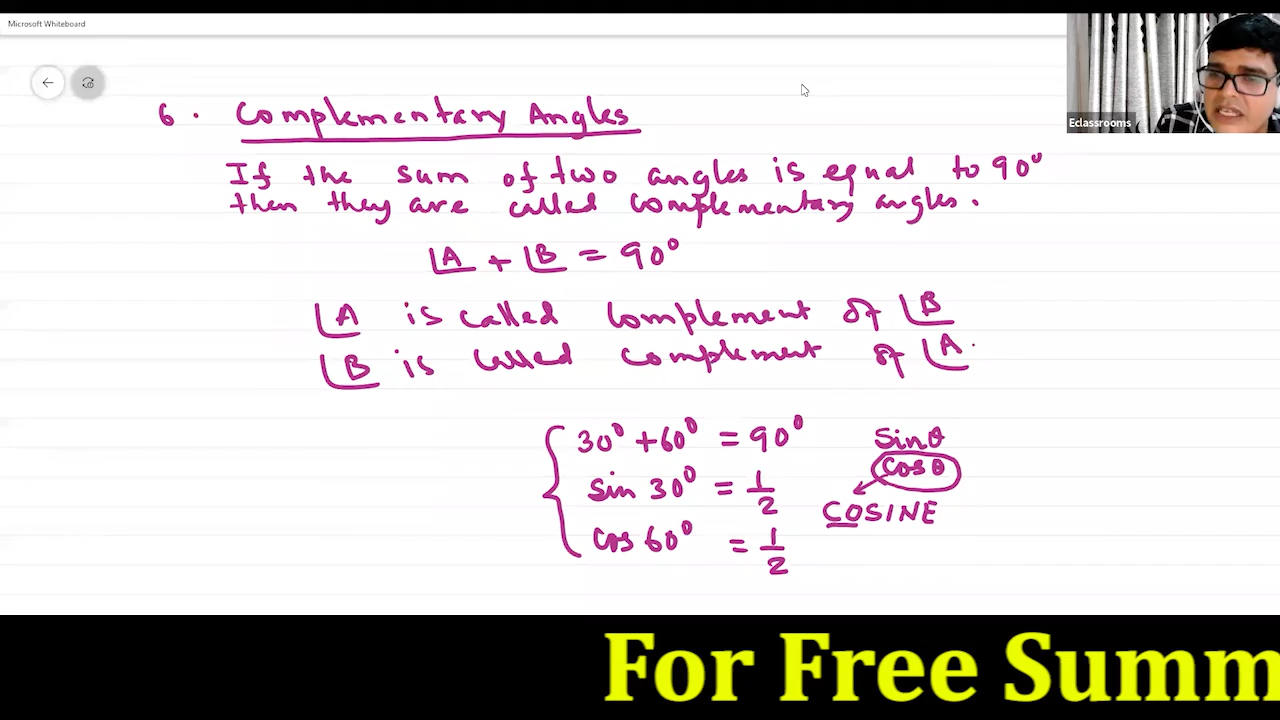 Microsoft Whiteboard
Eclassrooms
6. Complementary Angles
If the sum of two angles is equal to 90°
then they are called complementary angles.
∠A + ∠B = 90°
∠A is called complement of ∠B
∠B is called complement of ∠A.
30° + 60° = 90°
sin 30° = 1/2
cos 60° = 1/2
sinθ
cosθ
COSINE
For Free Summ